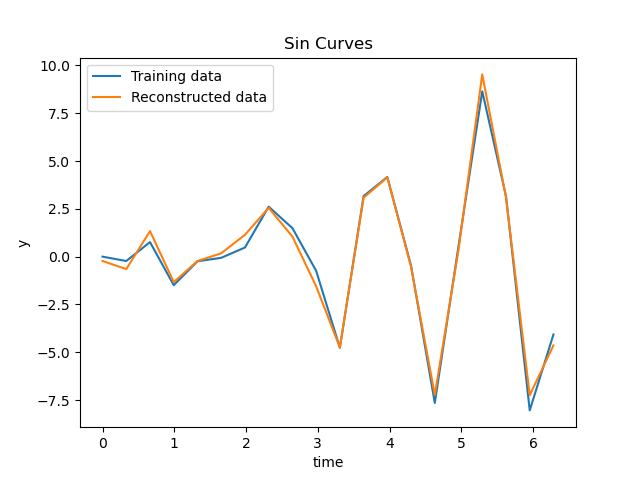 Sin Curves
Training data
Reconstructed data
10.0
7.5
5.0
2.5
0.0
−2.5
−5.0
−7.5
y
0 1 2 3 4 5 6
time